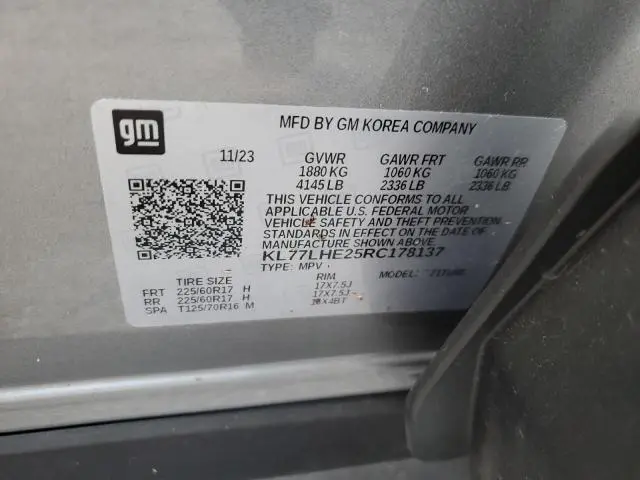 gm
MFD BY GM KOREA COMPANY
11/23 GVWR GAWR FRT GAWR RR
1880 KG 1060 KG 1060 KG
4145 LB 2336 LB 2336 LB
THIS VEHICLE CONFORMS TO ALL
APPLICABLE U.S. FEDERAL MOTOR
VEHICLE SAFETY AND THEFT PREVENTION
STANDARDS IN EFFECT ON THE DATE OF
MANUFACTURE SHOWN ABOVE.
KL77LHE25RC178137
TYPE: MPV MODEL:
TIRE SIZE RIM
FRT 225/60R17 H 17X7.5J
RR 225/60R17 H 17X7.5J
SPA T125/70R16 M X4BT